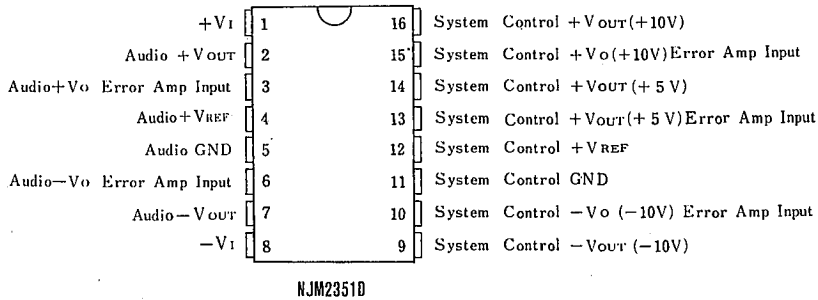 +VI 1 16 System Control +VOUT(+10V)
Audio +VOUT 2 15 System Control +VO(+10V)Error Amp Input
Audio+VO Error Amp Input 3 14 System Control +VOUT(+5V)
Audio+VREF 4 13 System Control +VOUT(+5V)Error Amp Input
Audio GND 5 12 System Control +VREF
Audio-VO Error Amp Input 6 11 System Control GND
Audio-VOUT 7 10 System Control -VO (-10V) Error Amp Input
-VI 8 9 System Control -VOUT (-10V)
NJM2351D